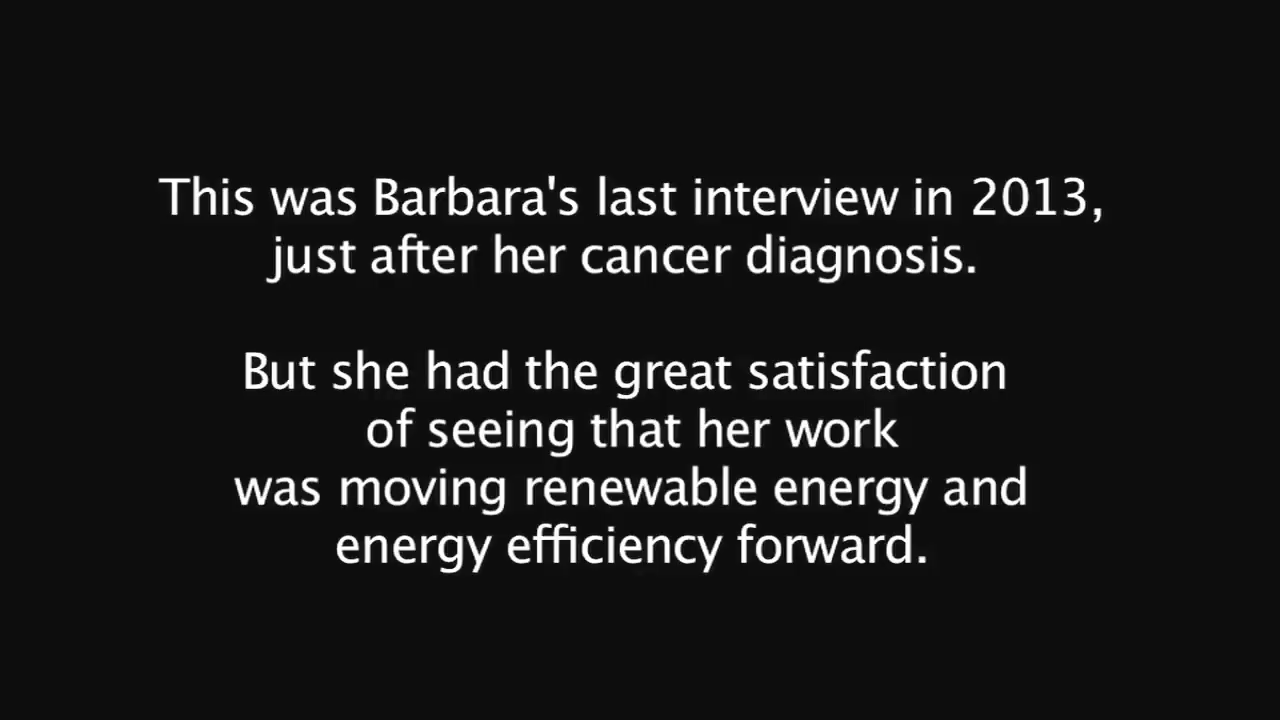 This was Barbara's last interview in 2013,
just after her cancer diagnosis.
But she had the great satisfaction
of seeing that her work
was moving renewable energy and
energy efficiency forward.